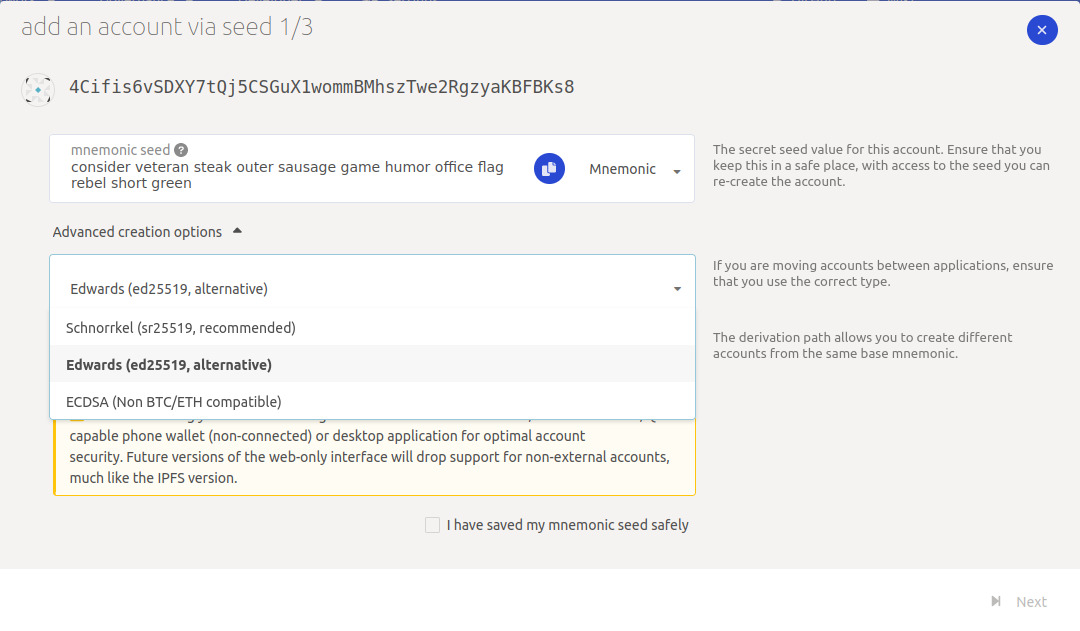 add an account via seed 1/3
4Cifis6vSDXY7tQj5CSGuX1wommBMhszTwe2RgzyaKBFBKs8
mnemonic seed
consider veteran steak outer sausage game humor office flag
rebel short green
Mnemonic
The secret seed value for this account. Ensure that you
keep this in a safe place, with access to the seed you can
re-create the account.
Advanced creation options
Edwards (ed25519, alternative)
If you are moving accounts between applications, ensure
that you use the correct type.
Schnorrkel (sr25519, recommended)
Edwards (ed25519, alternative)
ECDSA (Non BTC/ETH compatible)
The derivation path allows you to create different
accounts from the same base mnemonic.
capable phone wallet (non-connected) or desktop application for optimal account
security. Future versions of the web-only interface will drop support for non-external accounts,
much like the IPFS version.
I have saved my mnemonic seed safely
Next